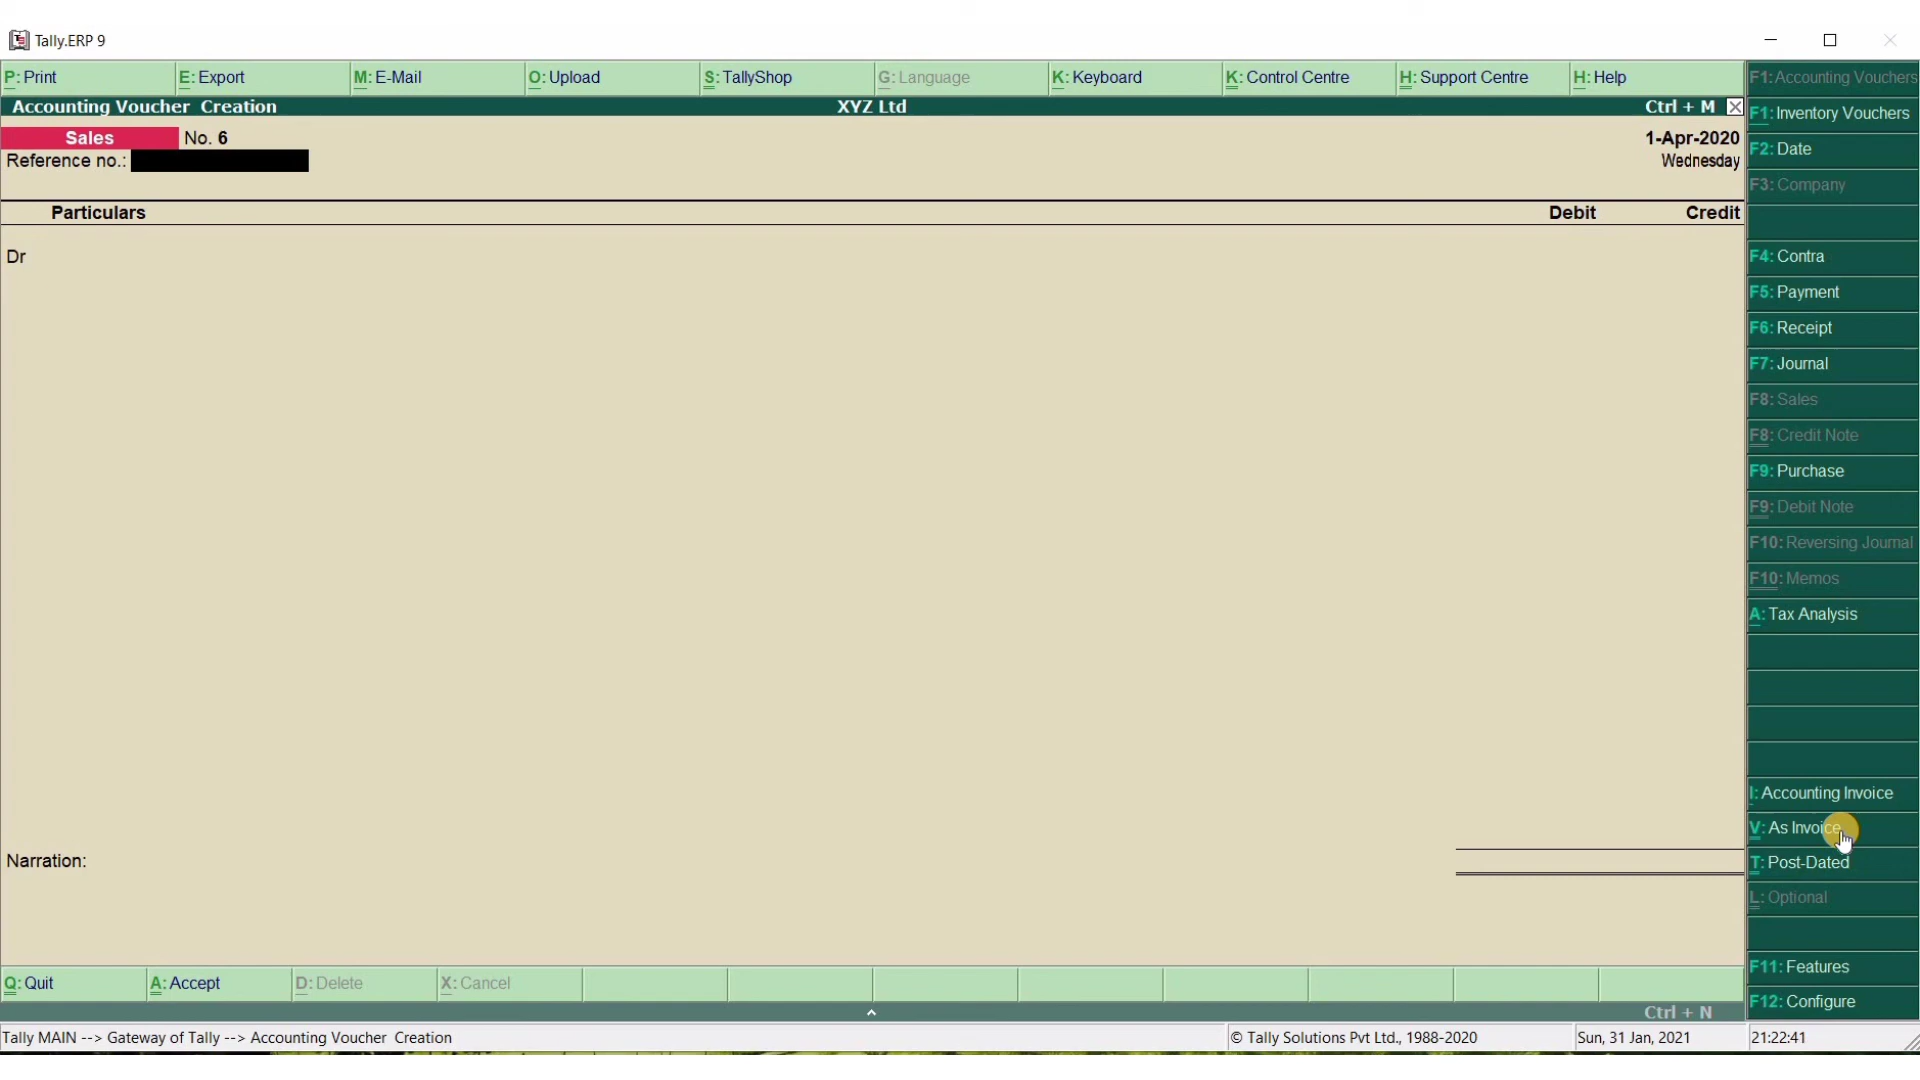 Tally.ERP 9
P: Print E: Export M: E-Mail O: Upload S: TallyShop G: Language K: Keyboard K: Control Centre H: Support Centre H: Help
Accounting Voucher Creation XYZ Ltd Ctrl + M
Sales No. 6 1-Apr-2020
Reference no.: Wednesday
Particulars Debit Credit
Dr
Narration:
F1: Accounting Vouchers
F1: Inventory Vouchers
F2: Date
F3: Company
F4: Contra
F5: Payment
F6: Receipt
F7: Journal
F8: Sales
F8: Credit Note
F9: Purchase
F9: Debit Note
F10: Reversing Journal
F10: Memos
A: Tax Analysis
I: Accounting Invoice
V: As Invoice
T: Post-Dated
L: Optional
F11: Features
F12: Configure
Q: Quit A: Accept D: Delete X: Cancel
Ctrl + N
Tally MAIN --> Gateway of Tally --> Accounting Voucher Creation © Tally Solutions Pvt Ltd., 1988-2020 Sun, 31 Jan, 2021 21:22:41